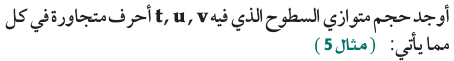 أوجد حجم متوازي السطوح الذي فيه t, u, v أحرف متجاورة في كل
مما يأتي: (مثال 5)